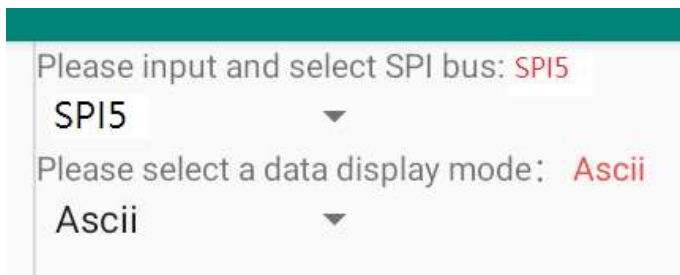 Please input and select SPI bus: SPI5
SPI5
Please select a data display mode： Ascii
Ascii